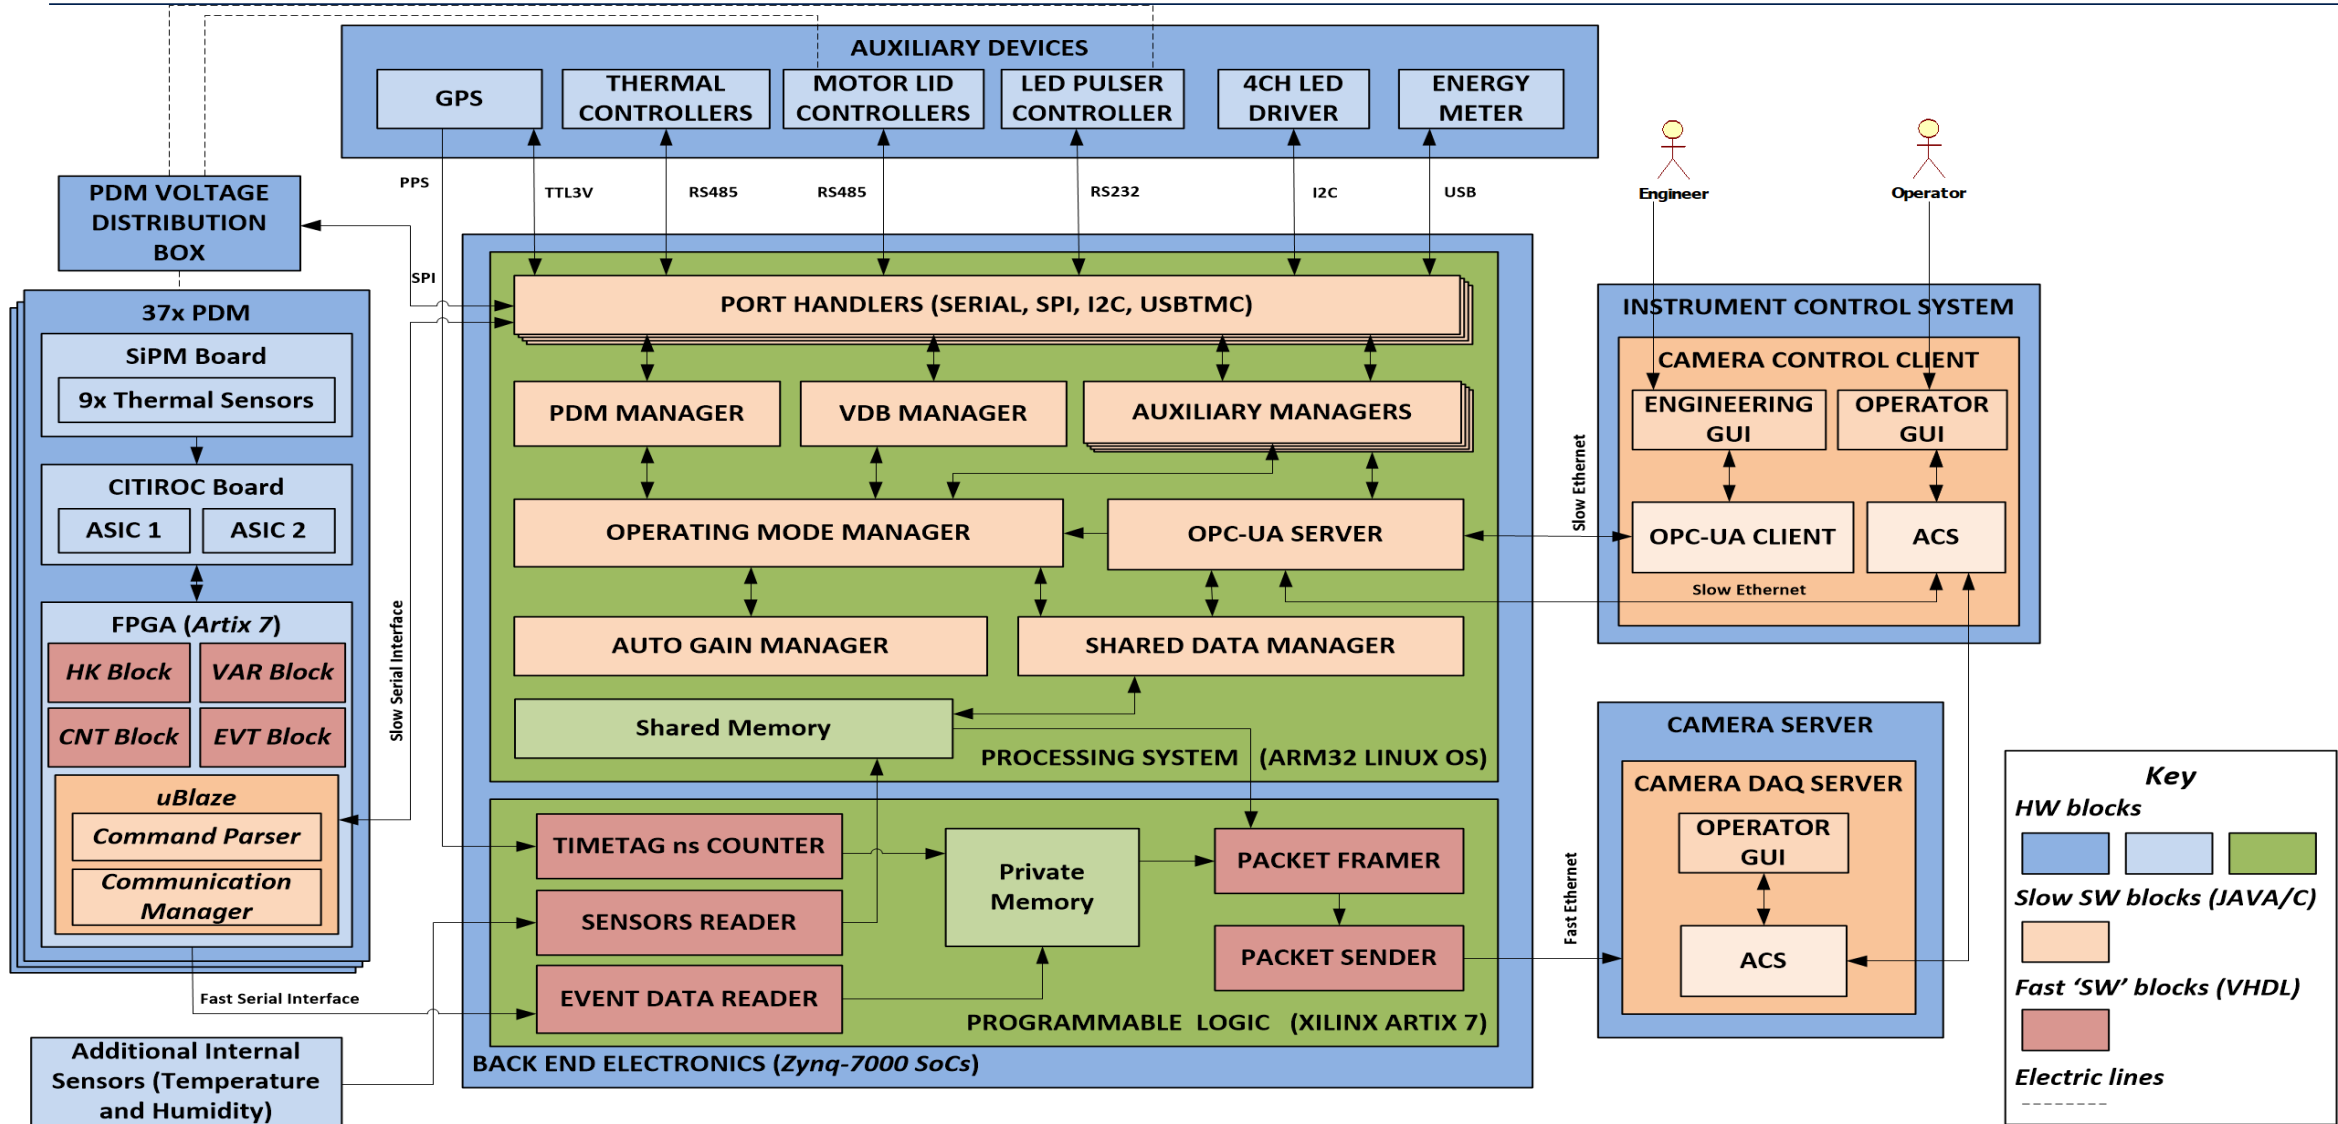 AUXILIARY DEVICES
GPS
THERMAL
CONTROLLERS
MOTOR LID
CONTROLLERS
LED PULSER
CONTROLLER
4CH LED
DRIVER
ENERGY
METER
PPS
TTL3V
RS485
RS485
RS232
I2C
USB
Engineer
Operator
PDM VOLTAGE
DISTRIBUTION
BOX
SPI
37x PDM
SiPM Board
9x Thermal Sensors
CITIROC Board
ASIC 1
ASIC 2
FPGA (Artix 7)
HK Block
VAR Block
CNT Block
EVT Block
uBlaze
Command Parser
Communication
Manager
Slow Serial Interface
Fast Serial Interface
Additional Internal
Sensors (Temperature
and Humidity)
PORT HANDLERS (SERIAL, SPI, I2C, USBTMC)
PDM MANAGER
VDB MANAGER
AUXILIARY MANAGERS
OPERATING MODE MANAGER
OPC-UA SERVER
AUTO GAIN MANAGER
SHARED DATA MANAGER
Shared Memory
PROCESSING SYSTEM (ARM32 LINUX OS)
TIMETAG ns COUNTER
SENSORS READER
EVENT DATA READER
Private
Memory
PACKET FRAMER
PACKET SENDER
PROGRAMMABLE LOGIC (XILINX ARTIX 7)
BACK END ELECTRONICS (Zynq-7000 SoCs)
Slow Ethernet
Fast Ethernet
INSTRUMENT CONTROL SYSTEM
CAMERA CONTROL CLIENT
ENGINEERING
GUI
OPERATOR
GUI
OPC-UA CLIENT
ACS
Slow Ethernet
CAMERA SERVER
CAMERA DAQ SERVER
OPERATOR
GUI
ACS
Key
HW blocks
Slow SW blocks (JAVA/C)
Fast ‘SW’ blocks (VHDL)
Electric lines